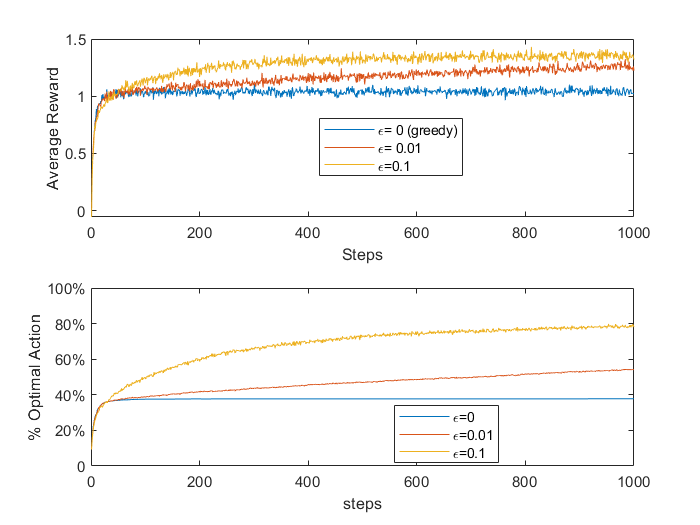 1.5
1
0.5
0
Average Reward
ϵ= 0 (greedy)
ϵ= 0.01
ϵ=0.1
0 200 400 600 800 1000
Steps
100%
80%
60%
40%
20%
0
% Optimal Action
ϵ=0
ϵ=0.01
ϵ=0.1
0 200 400 600 800 1000
steps